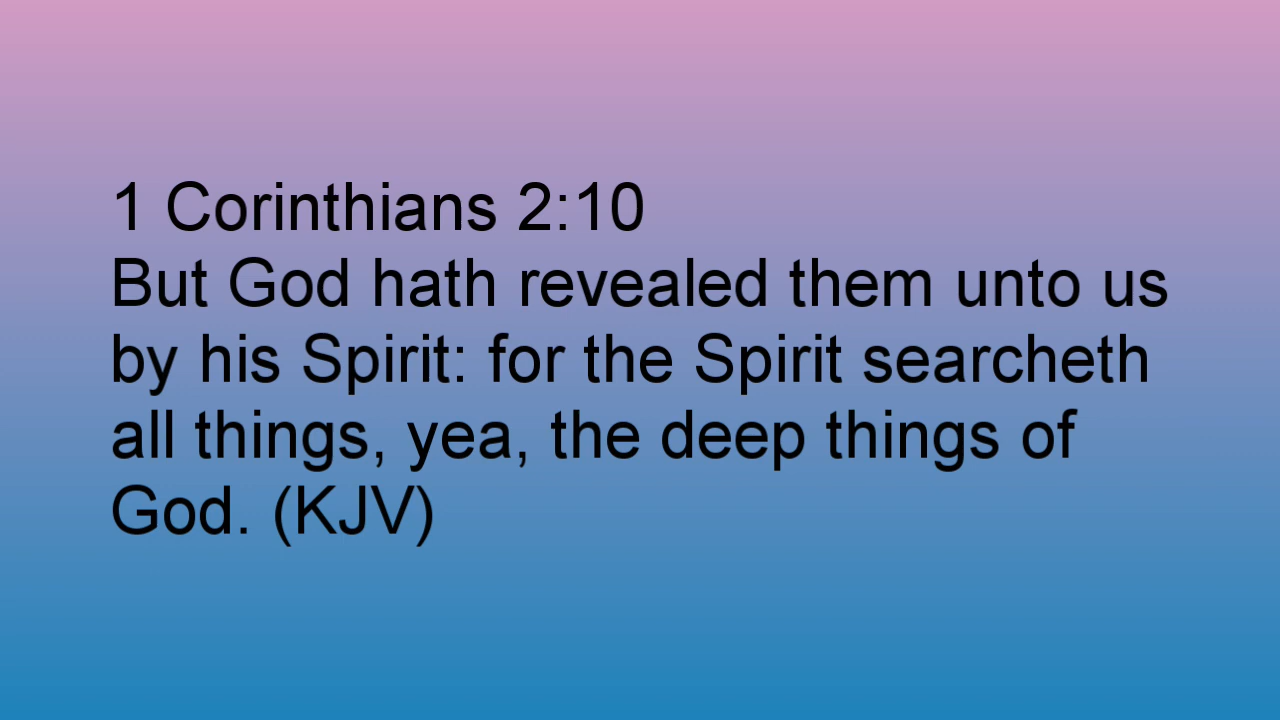 1 Corinthians 2:10
But God hath revealed them unto us
by his Spirit: for the Spirit searcheth
all things, yea, the deep things of
God. (KJV)